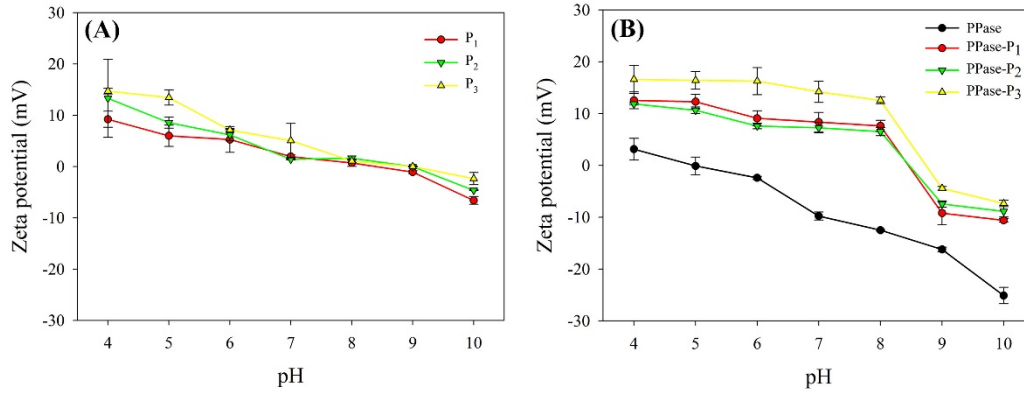 (A)
P1
P2
P3
Zeta potential (mV)
30
20
10
0
-10
-20
-30
4 5 6 7 8 9 10
pH
(B)
PPase
PPase-P1
PPase-P2
PPase-P3
Zeta potential (mV)
30
20
10
0
-10
-20
-30
4 5 6 7 8 9 10
pH